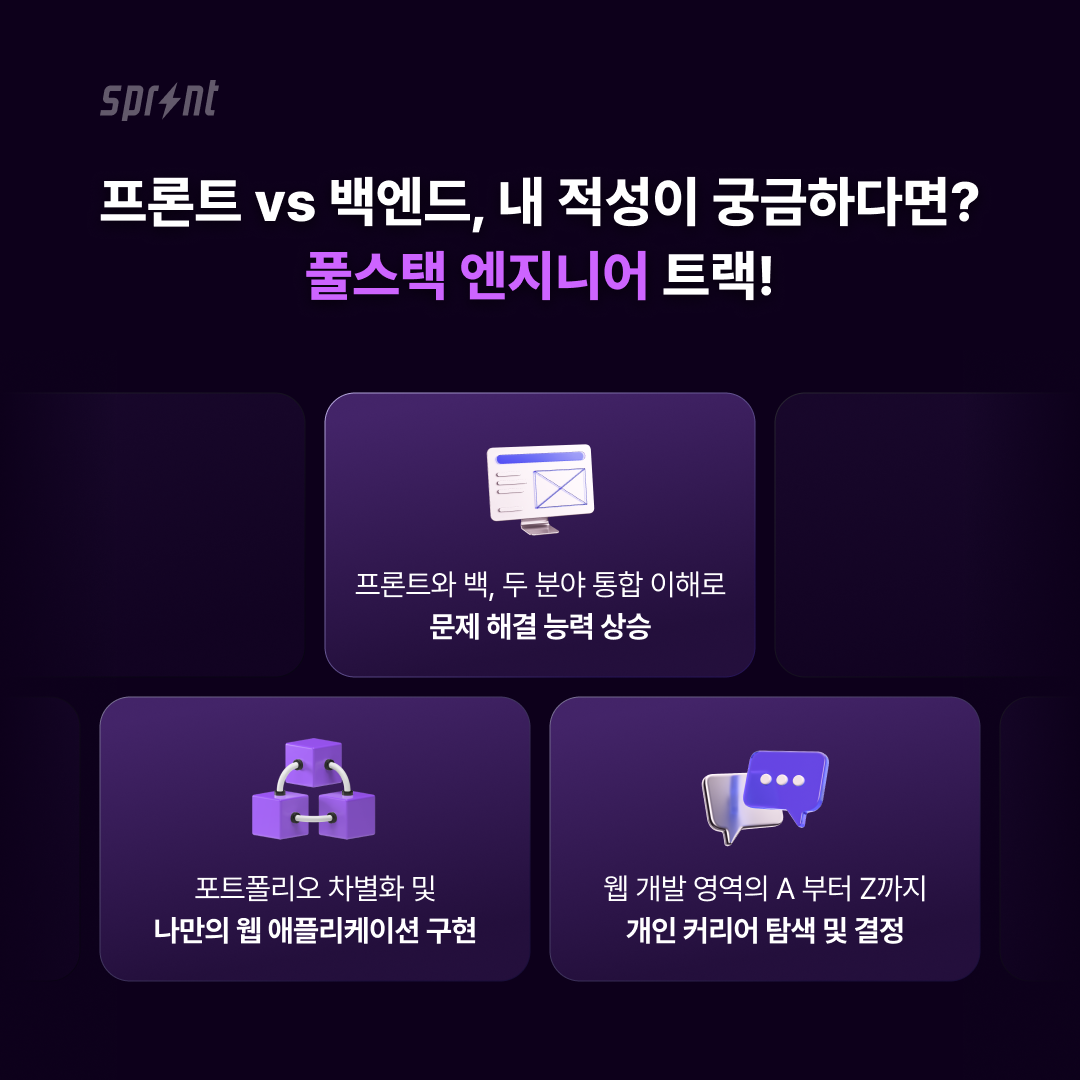 sprint
프론트 vs 백엔드, 내 적성이 궁금하다면?
풀스택 엔지니어 트랙!
프론트와 백, 두 분야 통합 이해로
문제 해결 능력 상승
포트폴리오 차별화 및
나만의 웹 애플리케이션 구현
웹 개발 영역의 A 부터 Z까지
개인 커리어 탐색 및 결정